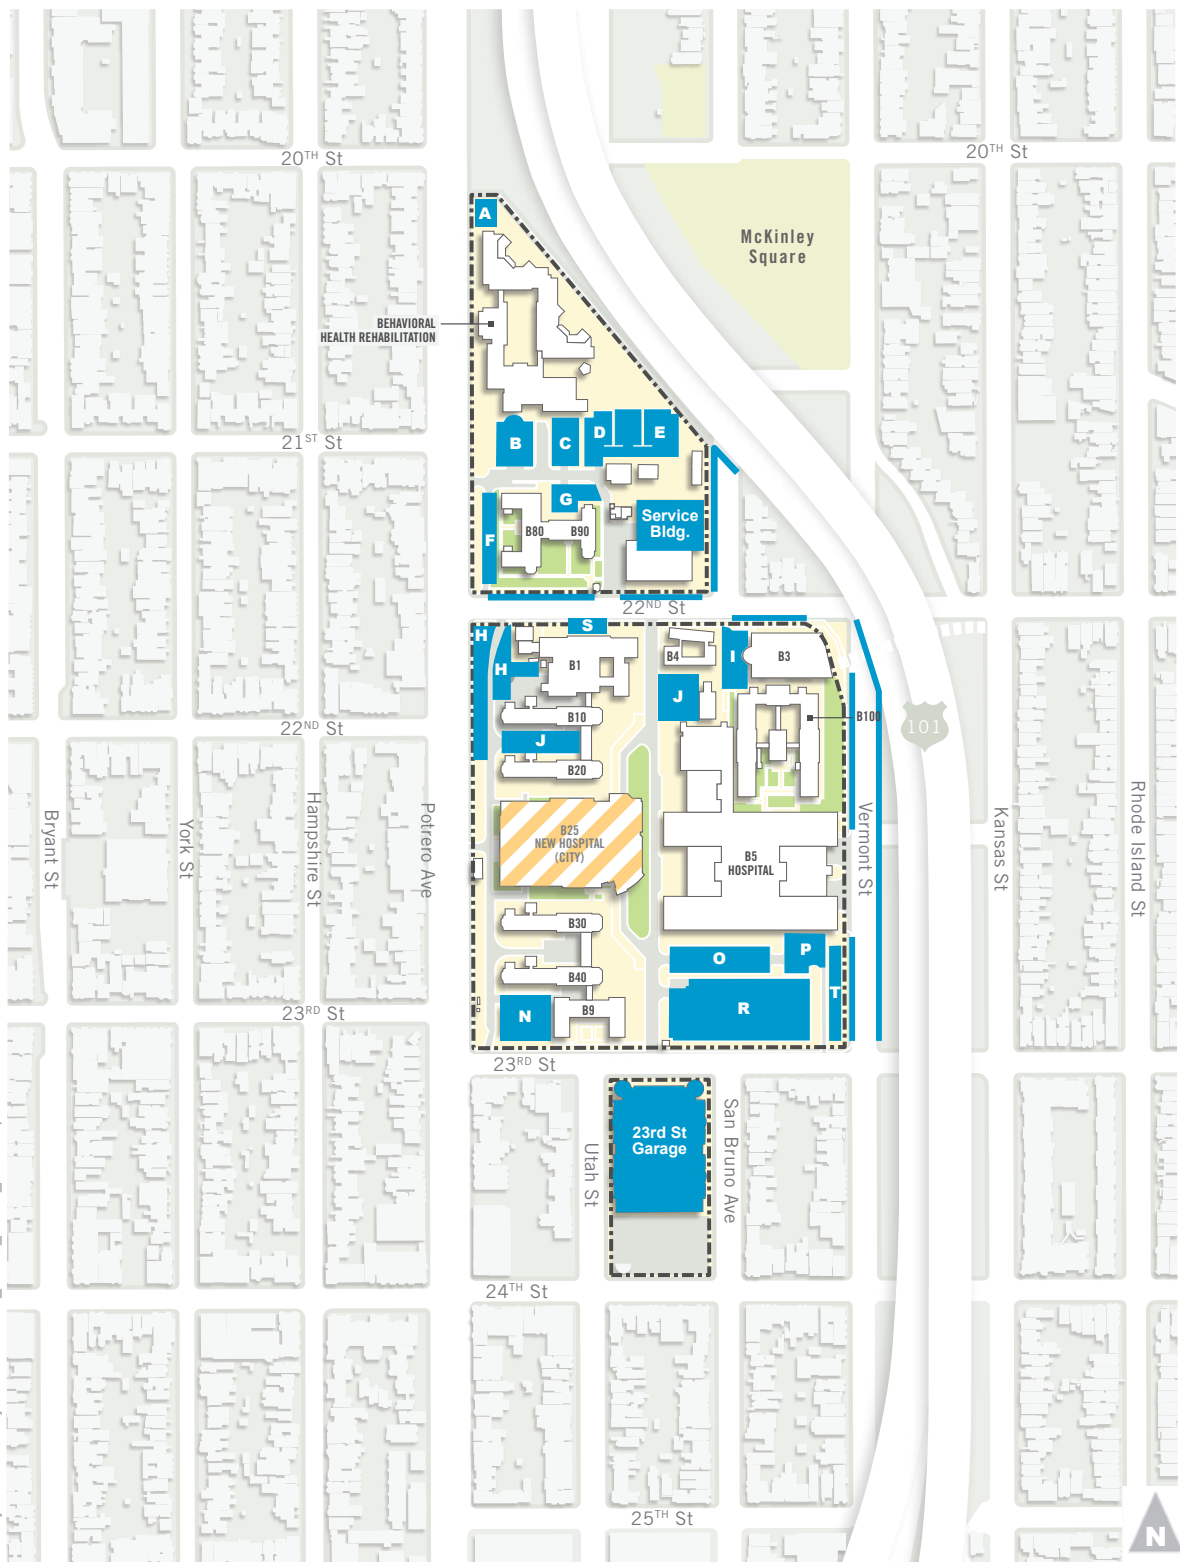 20TH St
20TH St
A
McKinley
Square
BEHAVIORAL
HEALTH REHABILITATION
B
C
D
E
21ST St
G
F
B80
B90
Service
Bldg.
22ND St
H
S
H
B1
B4
I
B3
J
B10
B100
22ND St
101
J
B20
Bryant St
York St
Hampshire St
Potrero Ave
B25
NEW HOSPITAL
(CITY)
B5
HOSPITAL
Vermont St
Kansas St
Rhode Island St
B30
O
P
B40
T
N
B9
R
23RD St
23RD St
23rd St
Garage
Utah St
San Bruno Ave
24TH St
25TH St
N